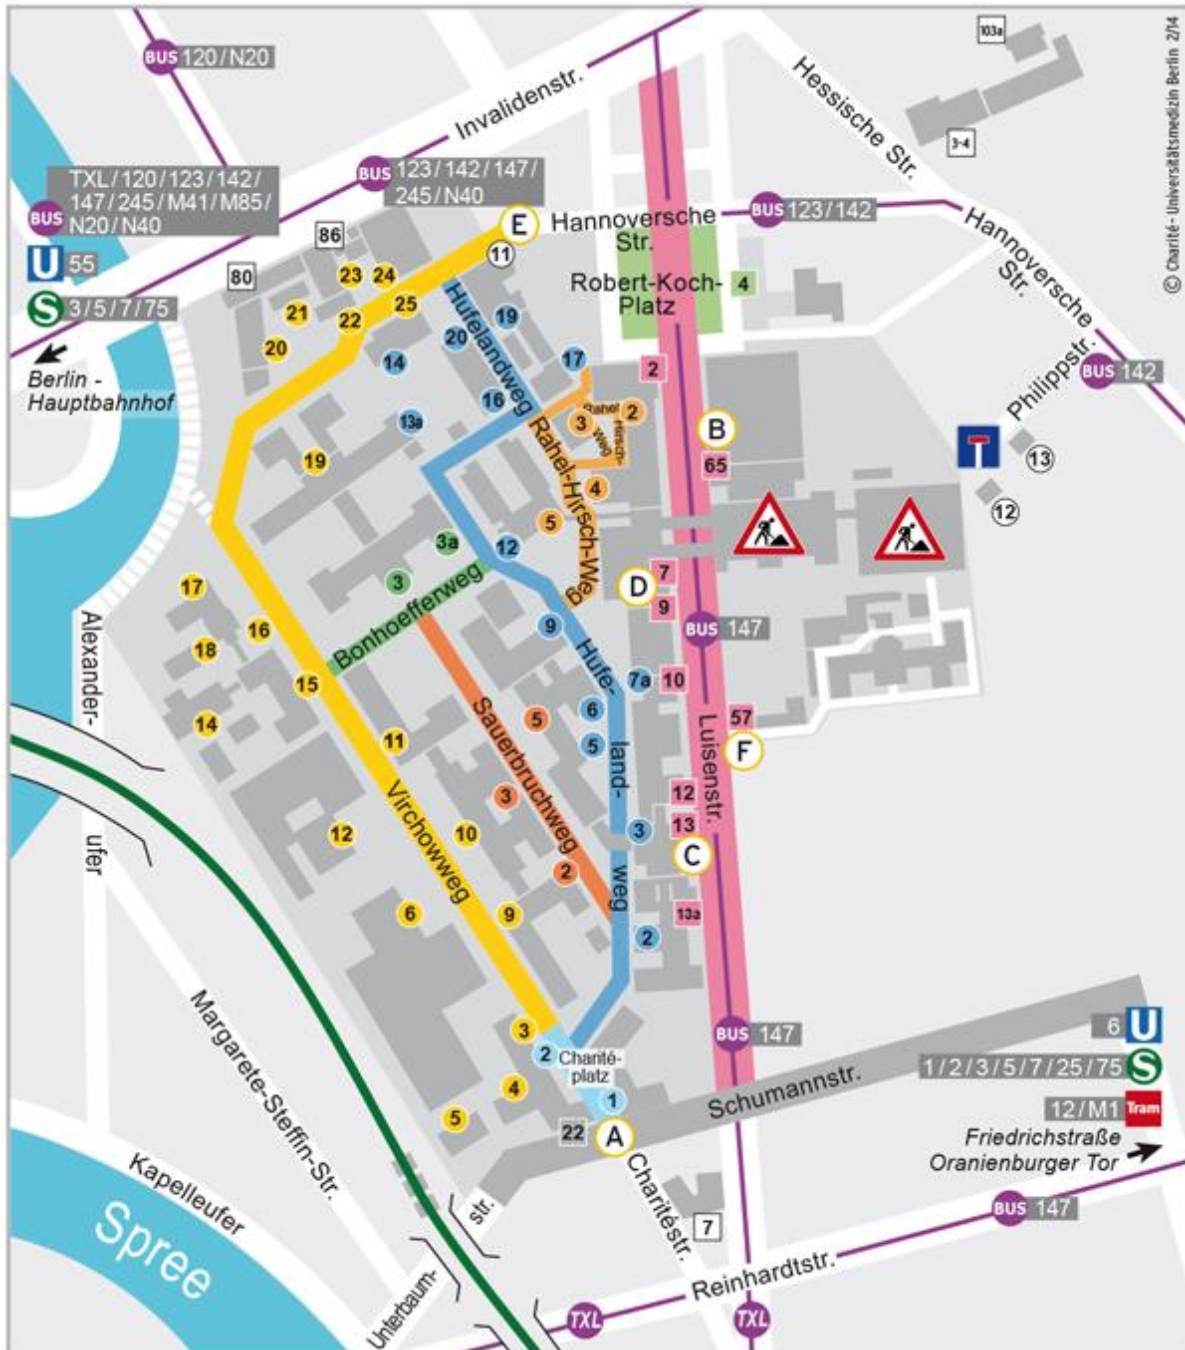 BUS 120/N20
103a
© Charité - Universitätsmedizin Berlin 2/14
Hessische Str.
Invalidenstr.
3-4
BUS
TXL/120/123/142/
147/245/M41/M85/
N20/N40
BUS
123/142/147/
245/N40
U 55
S 3/5/7/75
Berlin -
Hauptbahnhof
86
80
E
11
Hannoversche
Str.
BUS 123/142
Hannoversche
Str.
Robert-Koch-
Platz
4
23
24
25
21
22
20
Hufelandweg
19
20
14
17
16
13a
2
Rahel
Hirsch-
Weg
3
2
4
5
Rahel-Hirsch-Weg
B
65
Philippstr.
BUS 142
13
12
19
3a
3
12
Bonhoefferweg
D
7
9
BUS 147
17
16
18
15
14
Alexander-
ufer
9
Hufe-
land-
weg
7a
6
5
3
2
10
57
F
Luisenstr.
12
13
C
13a
Sauerbruchweg
5
3
2
11
Virchowweg
12
10
6
9
3
2
Charité-
platz
1
4
5
22
A
Margarete-Steffin-Str.
BUS 147
Schumannstr.
6 U
1/2/3/5/7/25/75 S
12/M1 Tram
Friedrichstraße
Oranienburger Tor
Kapelleufer
Spree
str.
Unterbaum-
Charitéstr.
7
BUS 147
Reinhardtstr.
TXL
TXL